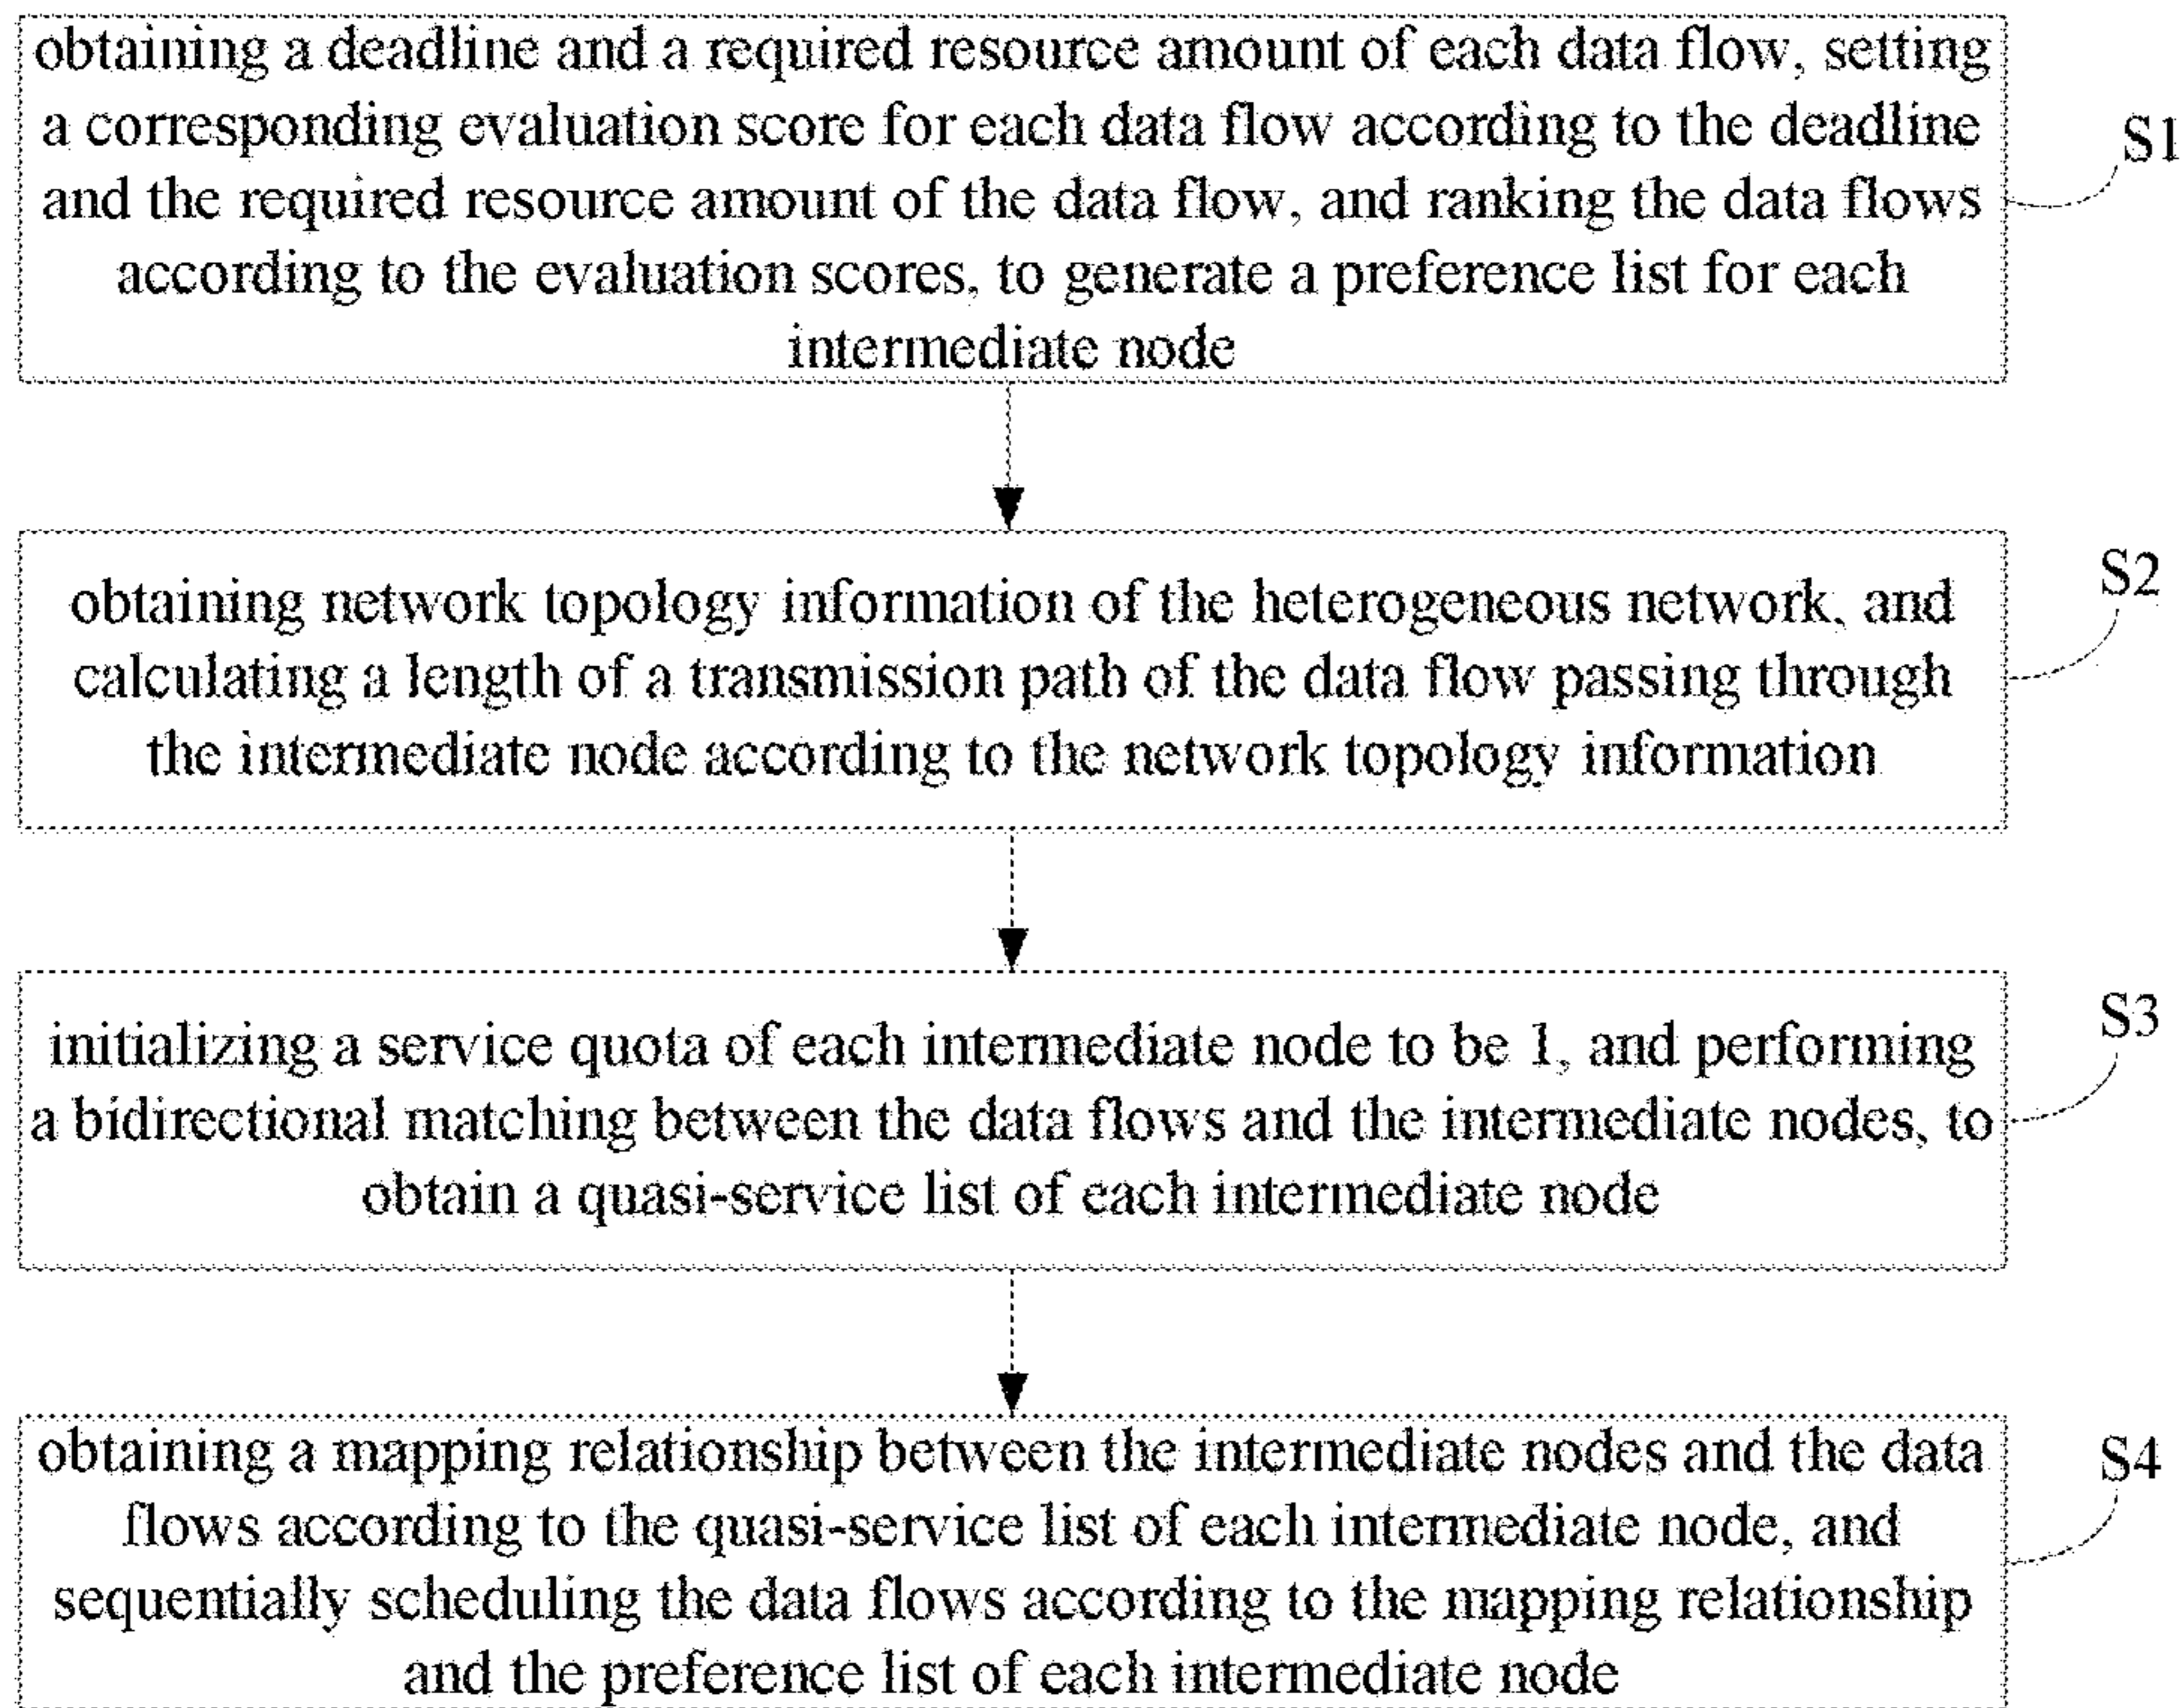 obtaining a deadline and a required resource amount of each data flow, setting
a corresponding evaluation score for each data flow according to the deadline
and the required resource amount of the data flow, and ranking the data flows
according to the evaluation scores, to generate a preference list for each
intermediate node
S1
obtaining network topology information of the heterogeneous network, and
calculating a length of a transmission path of the data flow passing through
the intermediate node according to the network topology information
S2
initializing a service quota of each intermediate node to be 1, and performing
a bidirectional matching between the data flows and the intermediate nodes, to
obtain a quasi-service list of each intermediate node
S3
obtaining a mapping relationship between the intermediate nodes and the data
flows according to the quasi-service list of each intermediate node, and
sequentially scheduling the data flows according to the mapping relationship
and the preference list of each intermediate node
S4